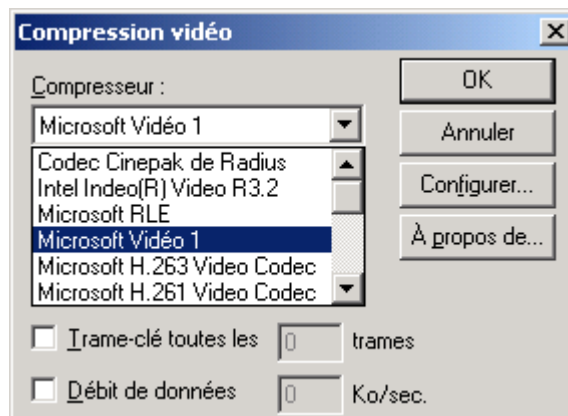 Compression vidéo
Compresseur :
Microsoft Vidéo 1
Codec Cinepak de Radius
Intel Indeo(R) Video R3.2
Microsoft RLE
Microsoft Vidéo 1
Microsoft H.263 Video Codec
Microsoft H.261 Video Codec
OK
Annuler
Configurer...
À propos de...
Trame-clé toutes les 0 trames
Débit de données 0 Ko/sec.